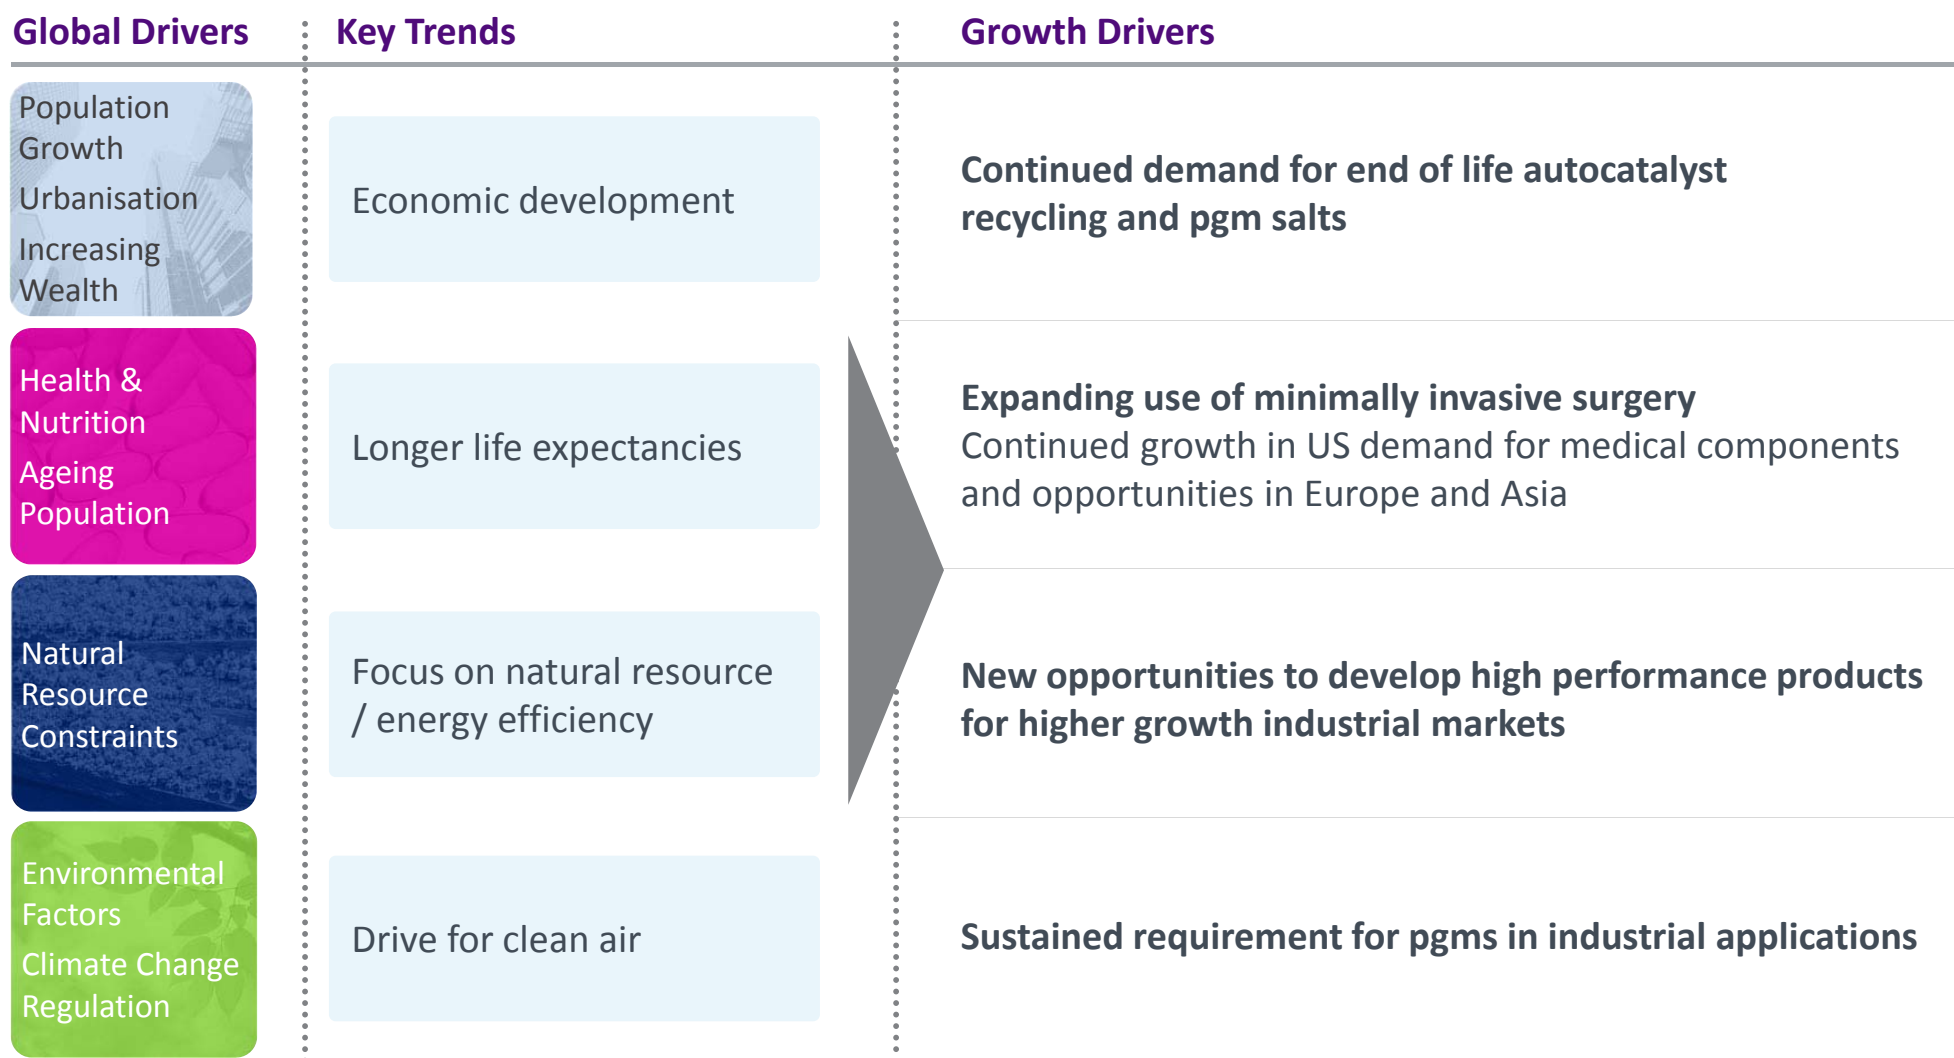 Global Drivers
Key Trends
Growth Drivers
Population
Growth
Urbanisation
Increasing
Wealth
Economic development
Continued demand for end of life autocatalyst
recycling and pgm salts
Health &
Nutrition
Ageing
Population
Longer life expectancies
Expanding use of minimally invasive surgery
Continued growth in US demand for medical components
and opportunities in Europe and Asia
Natural
Resource
Constraints
Focus on natural resource
/ energy efficiency
New opportunities to develop high performance products
for higher growth industrial markets
Environmental
Factors
Climate Change
Regulation
Drive for clean air
Sustained requirement for pgms in industrial applications